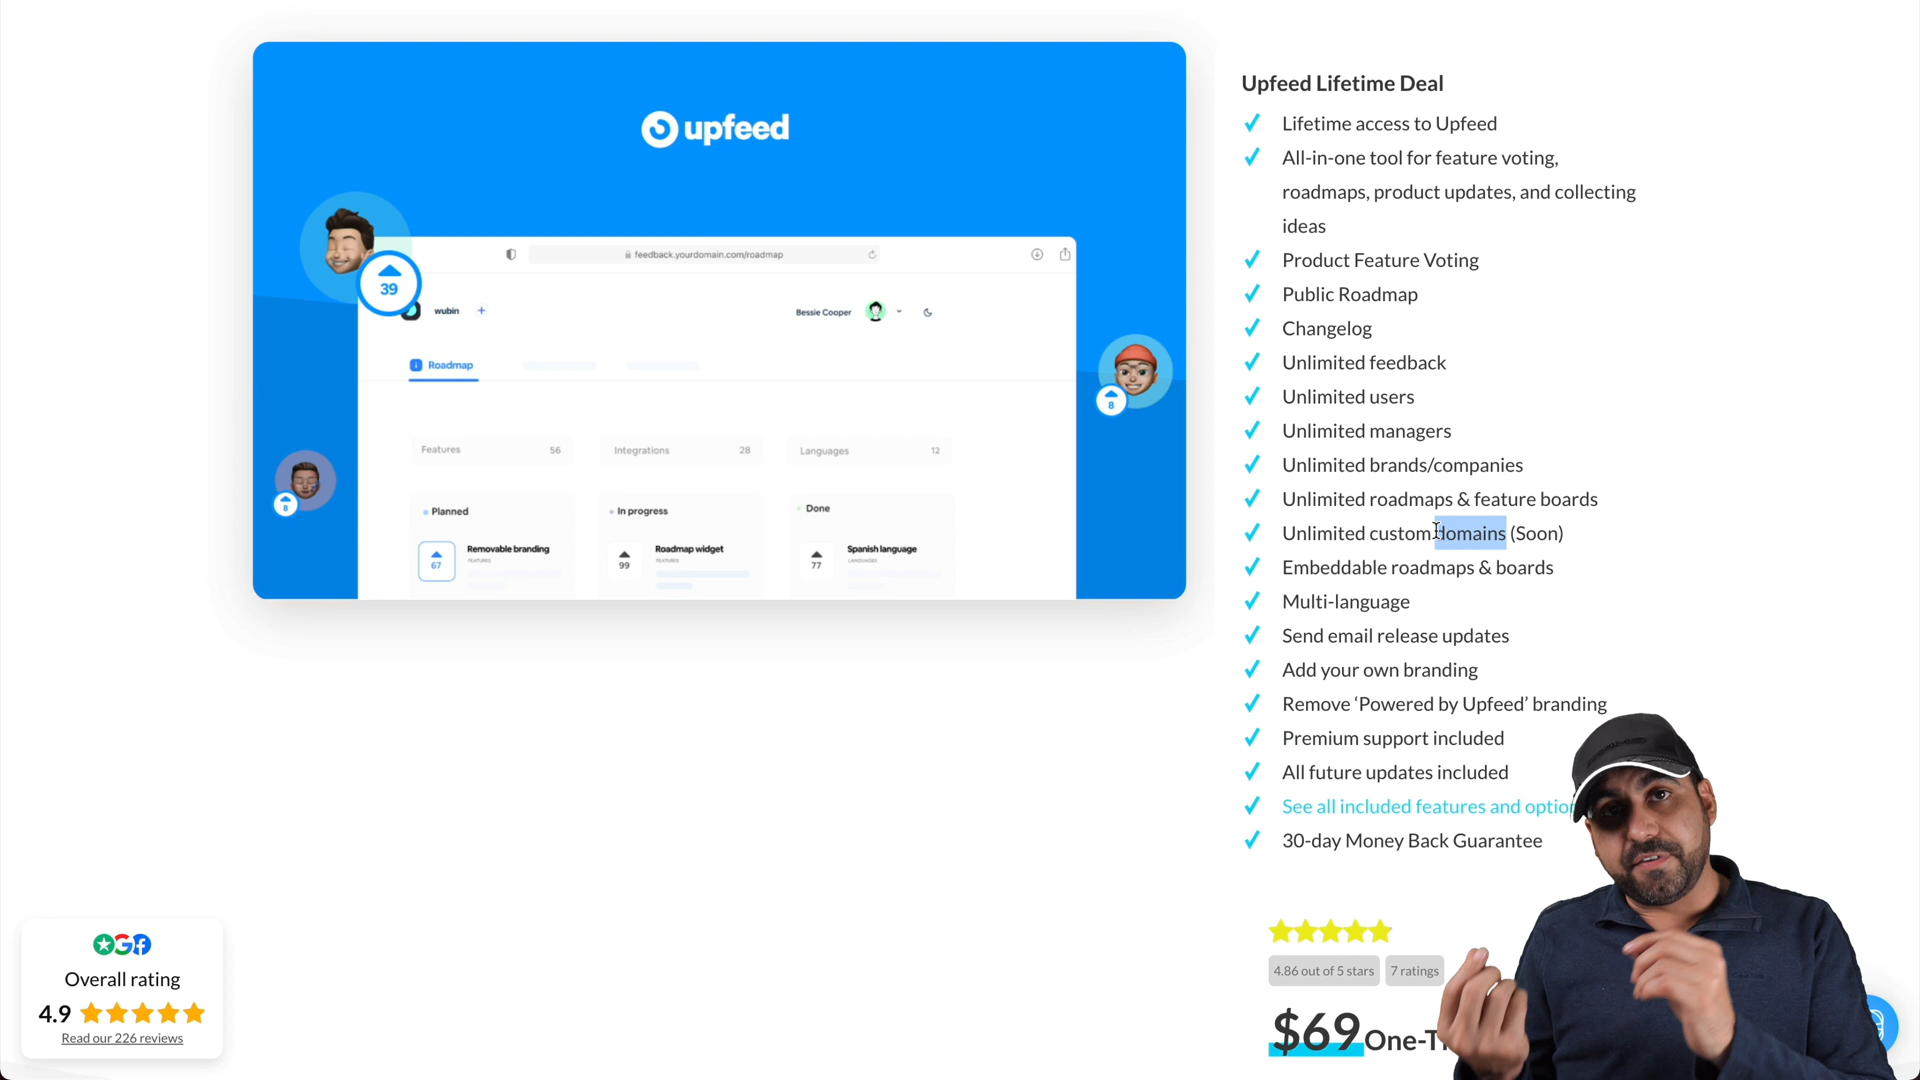 upfeed
feedback.yourdomain.com/roadmap
39
wubin +
Bessie Cooper
Roadmap
8
Features 56
Integrations 28
Languages 12
8
Planned
In progress
Done
67
Removable branding
FEATURES
99
Roadmap widget
FEATURES
77
Spanish language
LANGUAGES
Upfeed Lifetime Deal
Lifetime access to Upfeed
All-in-one tool for feature voting,
roadmaps, product updates, and collecting
ideas
Product Feature Voting
Public Roadmap
Changelog
Unlimited feedback
Unlimited users
Unlimited managers
Unlimited brands/companies
Unlimited roadmaps & feature boards
Unlimited custom domains (Soon)
Embeddable roadmaps & boards
Multi-language
Send email release updates
Add your own branding
Remove ‘Powered by Upfeed’ branding
Premium support included
All future updates included
See all included features and option
30-day Money Back Guarantee
4.86 out of 5 stars
7 ratings
$69 One-T
Overall rating
4.9
Read our 226 reviews